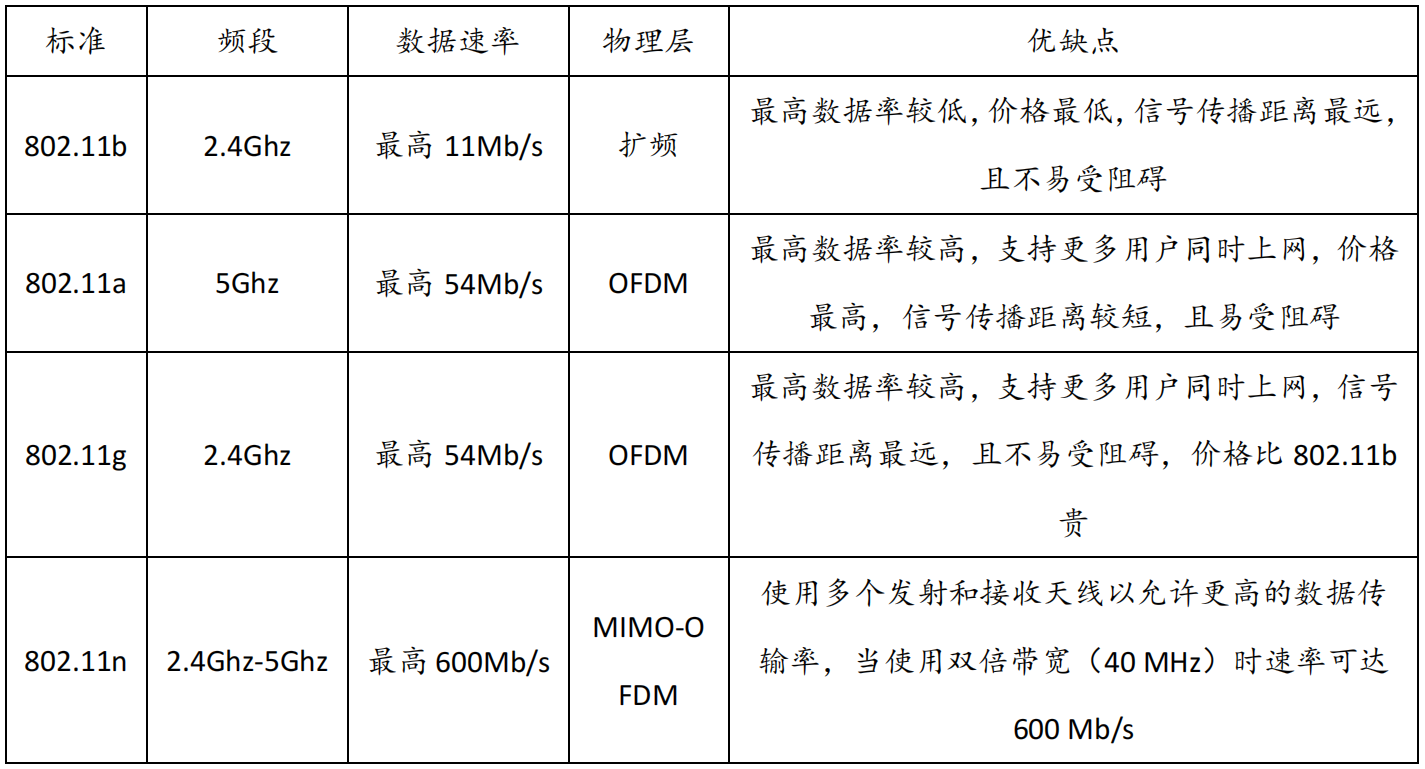 标准 频段 数据速率 物理层 优缺点
802.11b 2.4Ghz 最高 11Mb/s 扩频 最高数据率较低，价格最低，信号传播距离最远，
且不易受阻碍
802.11a 5Ghz 最高 54Mb/s OFDM 最高数据率较高，支持更多用户同时上网，价格
最高，信号传播距离较短，且易受阻碍
802.11g 2.4Ghz 最高 54Mb/s OFDM 最高数据率较高，支持更多用户同时上网，信号
传播距离最远，且不易受阻碍，价格比 802.11b
贵
802.11n 2.4Ghz-5Ghz 最高 600Mb/s MIMO-O
FDM 使用多个发射和接收天线以允许更高的数据传
输率，当使用双倍带宽（40 MHz）时速率可达
600 Mb/s